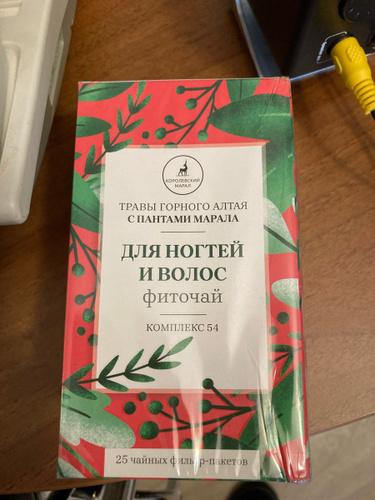 КОРОЛЕВСКИЙ
МАРАЛ
ТРАВЫ ГОРНОГО АЛТАЯ
С ПАНТАМИ МАРАЛА
ДЛЯ НОГТЕЙ
И ВОЛОС
фиточай
КОМПЛЕКС 54
25 чайных фильтр-пакетов